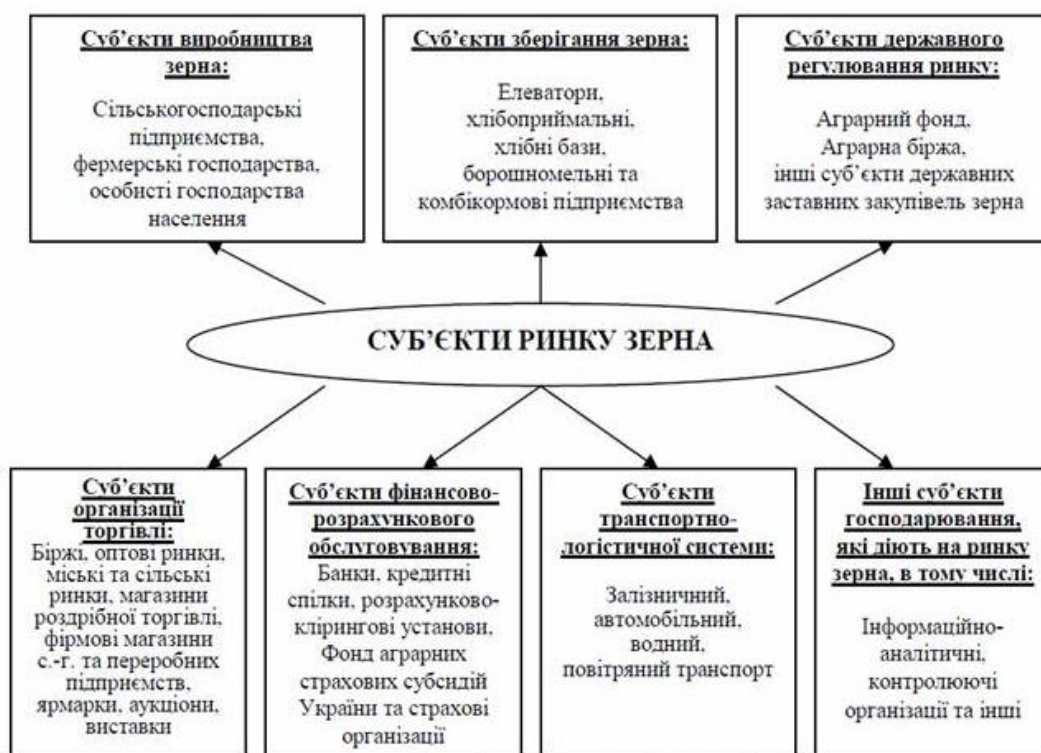 Суб’єкти виробництва
зерна:
Сільськогосподарські
підприємства,
фермерські господарства,
особисті господарства
населення
Суб’єкти зберігання зерна:
Елеватори,
хлібоприймальні,
хлібні бази,
борошномельні та
комбікормові підприємства
Суб’єкти державного
регулювання ринку:
Аграрний фонд,
Аграрна біржа,
інші суб’єкти державних
заставних закупівель зерна
СУБ’ЄКТИ РИНКУ ЗЕРНА
Суб’єкти
організації
торгівлі:
Біржі, оптові ринки,
міські та сільські
ринки, магазини
роздрібної торгівлі,
фірмові магазини
с.-г. та переробних
підприємств,
ярмарки, аукціони,
виставки
Суб’єкти фінансово-
розрахункового
обслуговування:
Банки, кредитні
спілки, розрахунково-
клірингові установи,
Фонд аграрних
страхових субсидій
України та страхові
організації
Суб’єкти
транспортно-
логістичної системи:
Залізничний,
автомобільний,
водний,
повітряний транспорт
Інші суб’єкти
господарювання,
які діють на ринку
зерна, в тому числі:
Інформаційно-
аналітичні,
контролюючі
організації та інші